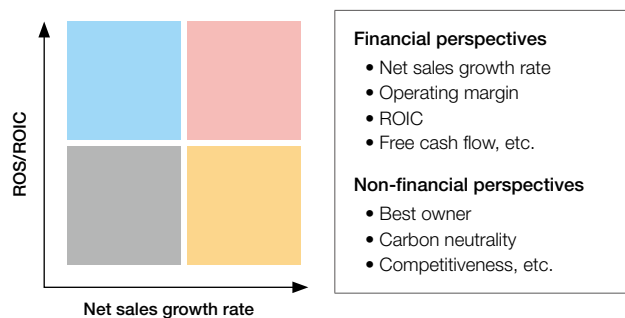 ROS/ROIC
Net sales growth rate
Financial perspectives
• Net sales growth rate
• Operating margin
• ROIC
• Free cash flow, etc.
Non-financial perspectives
• Best owner
• Carbon neutrality
• Competitiveness, etc.